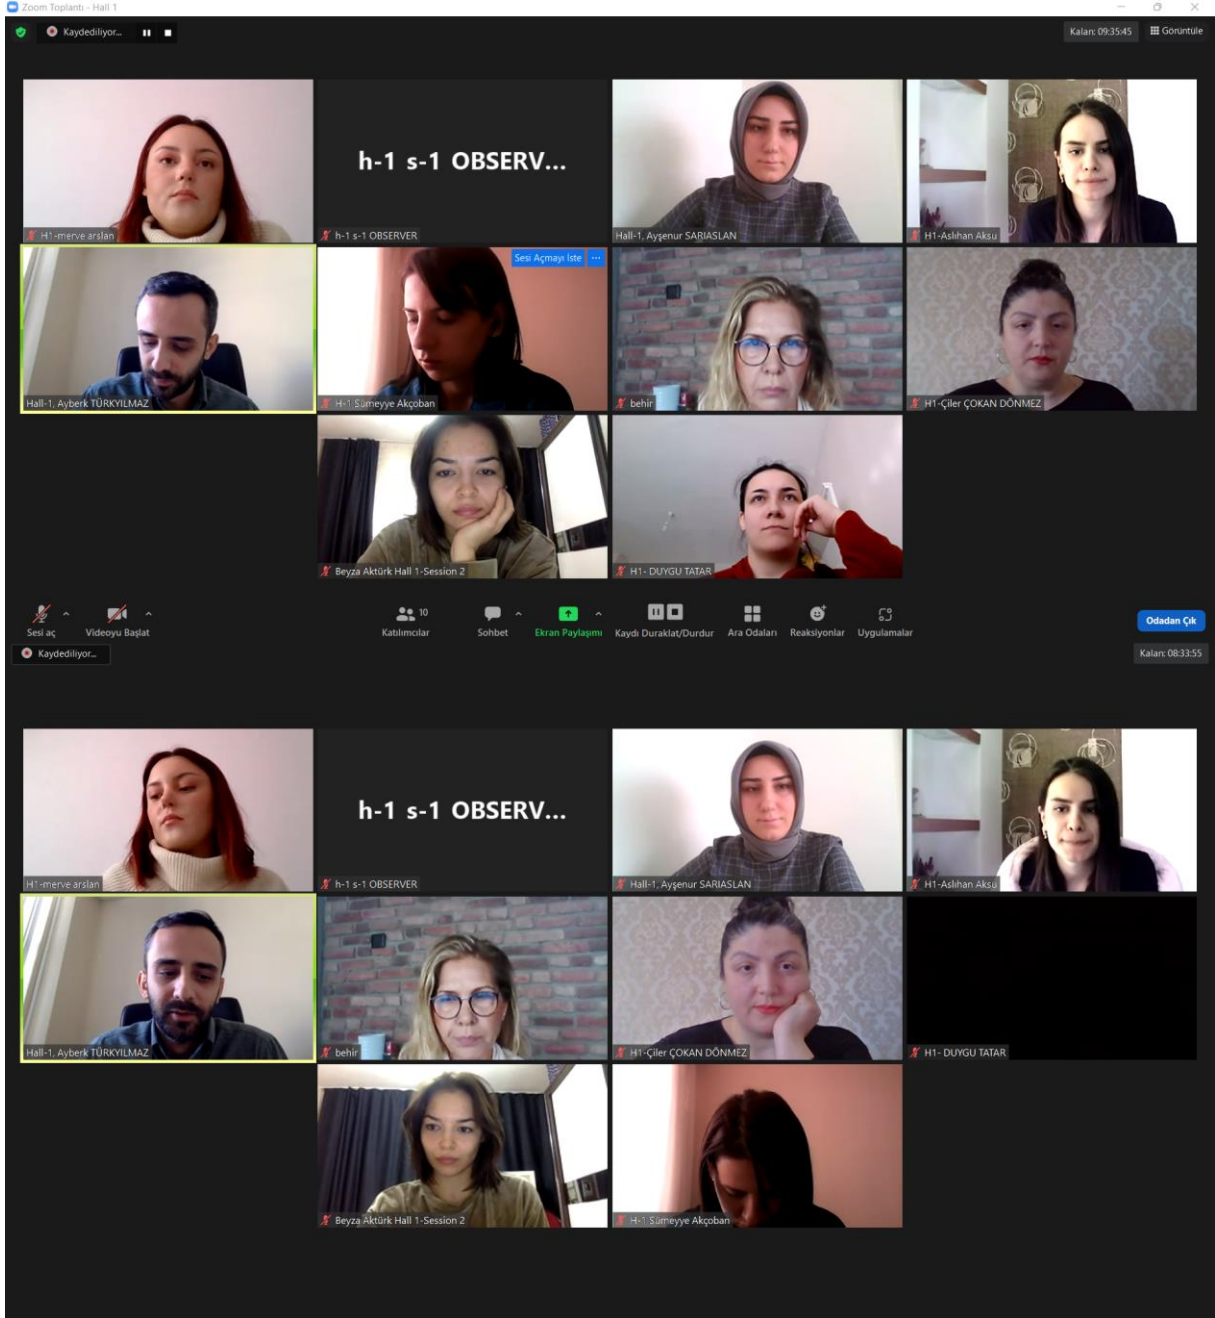 Zoom Toplantı - Hall 1
Kaydediliyor...
Kalan: 09:35:45
Görüntüle
H1-merve arslan
h-1 s-1 OBSERV...
h-1 s-1 OBSERVER
Hall-1, Ayşenur SARIASLAN
H1-Aslıhan Aksu
Hall-1, Ayberk TÜRKYILMAZ
Sesi Açmayı İste ...
H-1 Sümeyye Akçoban
behir
H1-Çiler ÇOKAN DÖNMEZ
Beyza Aktürk Hall 1-Session 2
H1- DUYGU TATAR
Sesi aç
Videoyu Başlat
10
Katılımcılar
Sohbet
Ekran Paylaşımı
Kaydı Duraklat/Durdur
Ara Odaları
Reaksiyonlar
Uygulamalar
Odadan Çık
Kaydediliyor...
Kalan: 08:33:55
H1-merve arslan
h-1 s-1 OBSERV...
h-1 s-1 OBSERVER
Hall-1, Ayşenur SARIASLAN
H1-Aslıhan Aksu
Hall-1, Ayberk TÜRKYILMAZ
behir
H1-Çiler ÇOKAN DÖNMEZ
H1- DUYGU TATAR
Beyza Aktürk Hall 1-Session 2
H-1 Sümeyye Akçoban